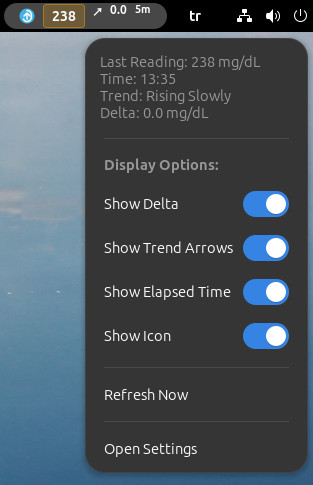 238
0.0
5m
tr
Last Reading: 238 mg/dL
Time: 13:35
Trend: Rising Slowly
Delta: 0.0 mg/dL
Display Options:
Show Delta
Show Trend Arrows
Show Elapsed Time
Show Icon
Refresh Now
Open Settings